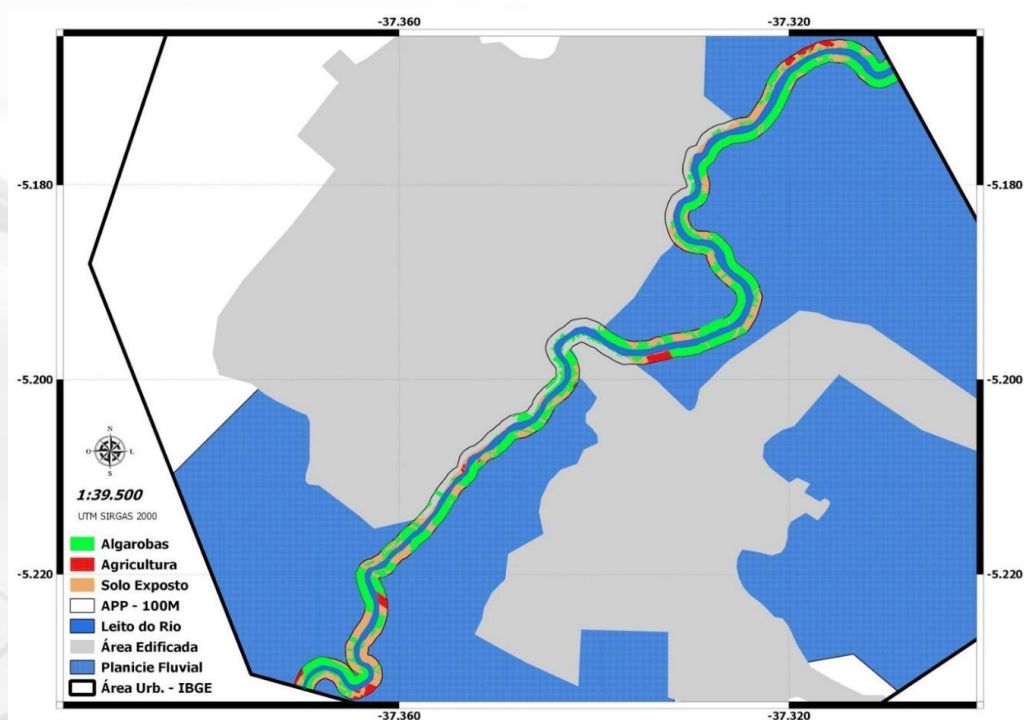 -37.360
-37.320
-5.180
-5.180
-5.200
-5.200
-5.220
-5.220
N
O
L
S
1:39.500
UTM SIRGAS 2000
Algarobas
Agricultura
Solo Exposto
APP - 100M
Leito do Rio
Área Edificada
Planicie Fluvial
Área Urb. - IBGE
-37.360
-37.320